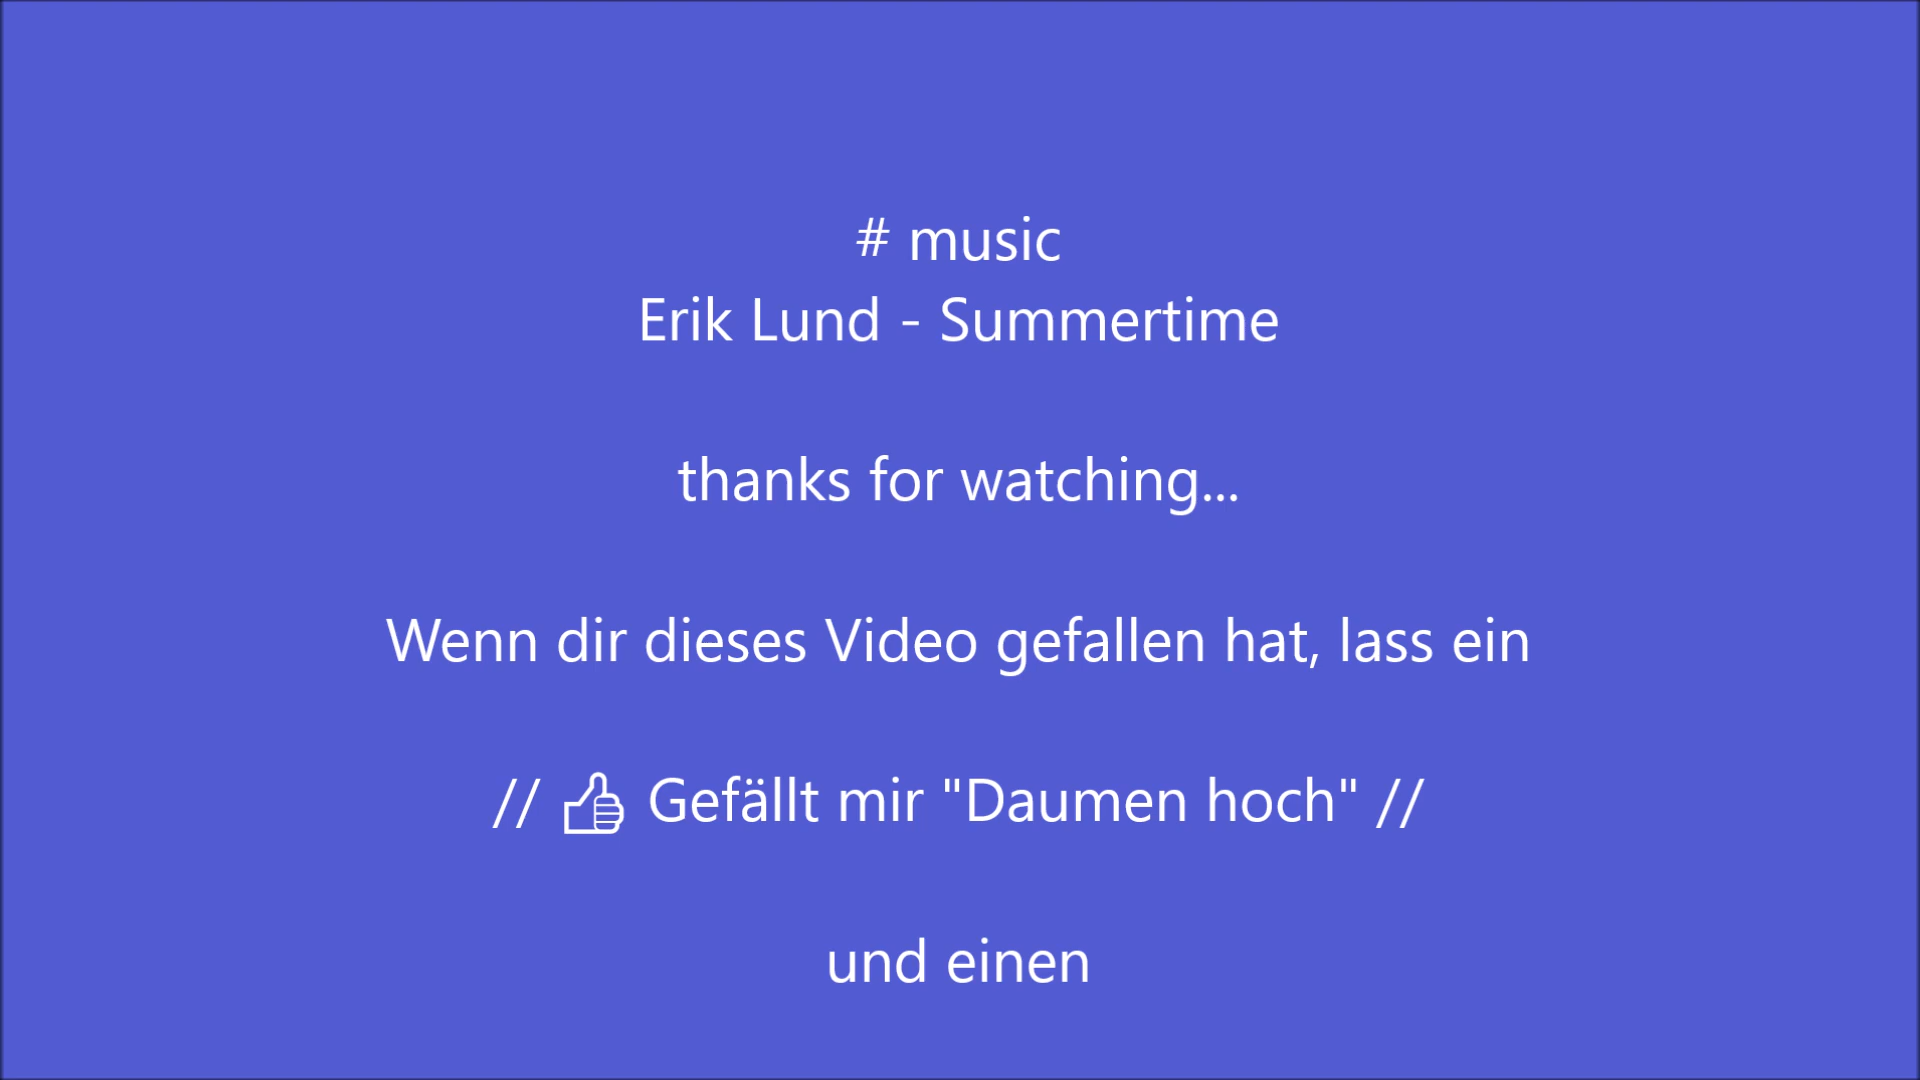 # music
Erik Lund - Summertime
thanks for watching...
Wenn dir dieses Video gefallen hat, lass ein
// 👍 Gefällt mir "Daumen hoch" //
und einen